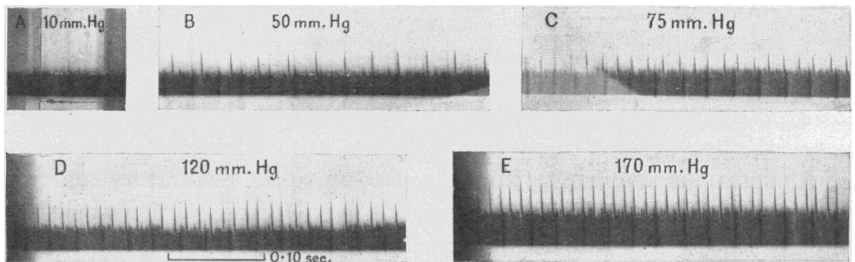 A 10 mm. Hg
B 50 mm. Hg
C 75 mm. Hg
D 120 mm. Hg
E 170 mm. Hg
0·10 sec.